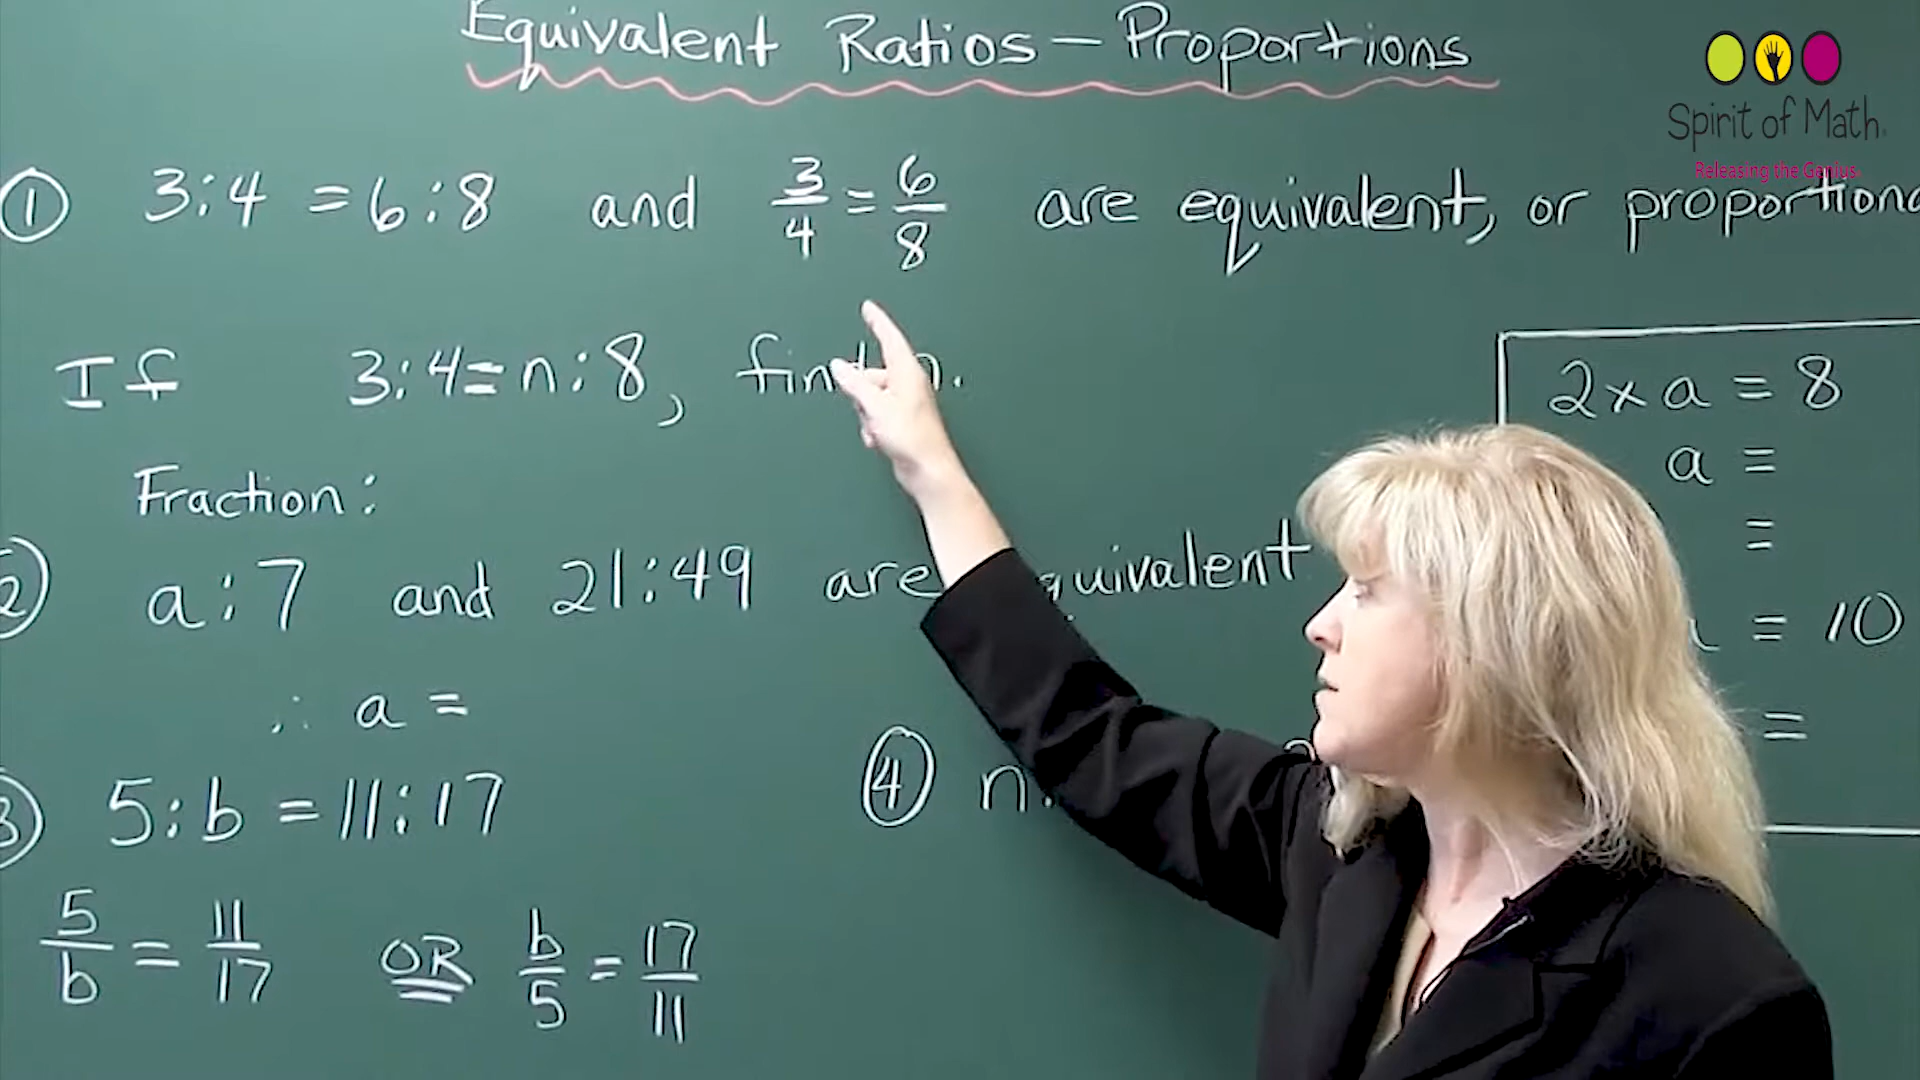 Equivalent Ratios – Proportions
Spirit of Math
Releasing the Genius
① 3:4 = 6:8 and 3/4 = 6/8 are equivalent, or
If 3:4 = n:8, find n.
2 x a = 8
a =
=
Fraction:
② a:7 and 21:49 are equivalent
= 10
∴ a =
=
③ 5:b = 11:17
④ n:
5/b = 11/17 OR b/5 = 17/11